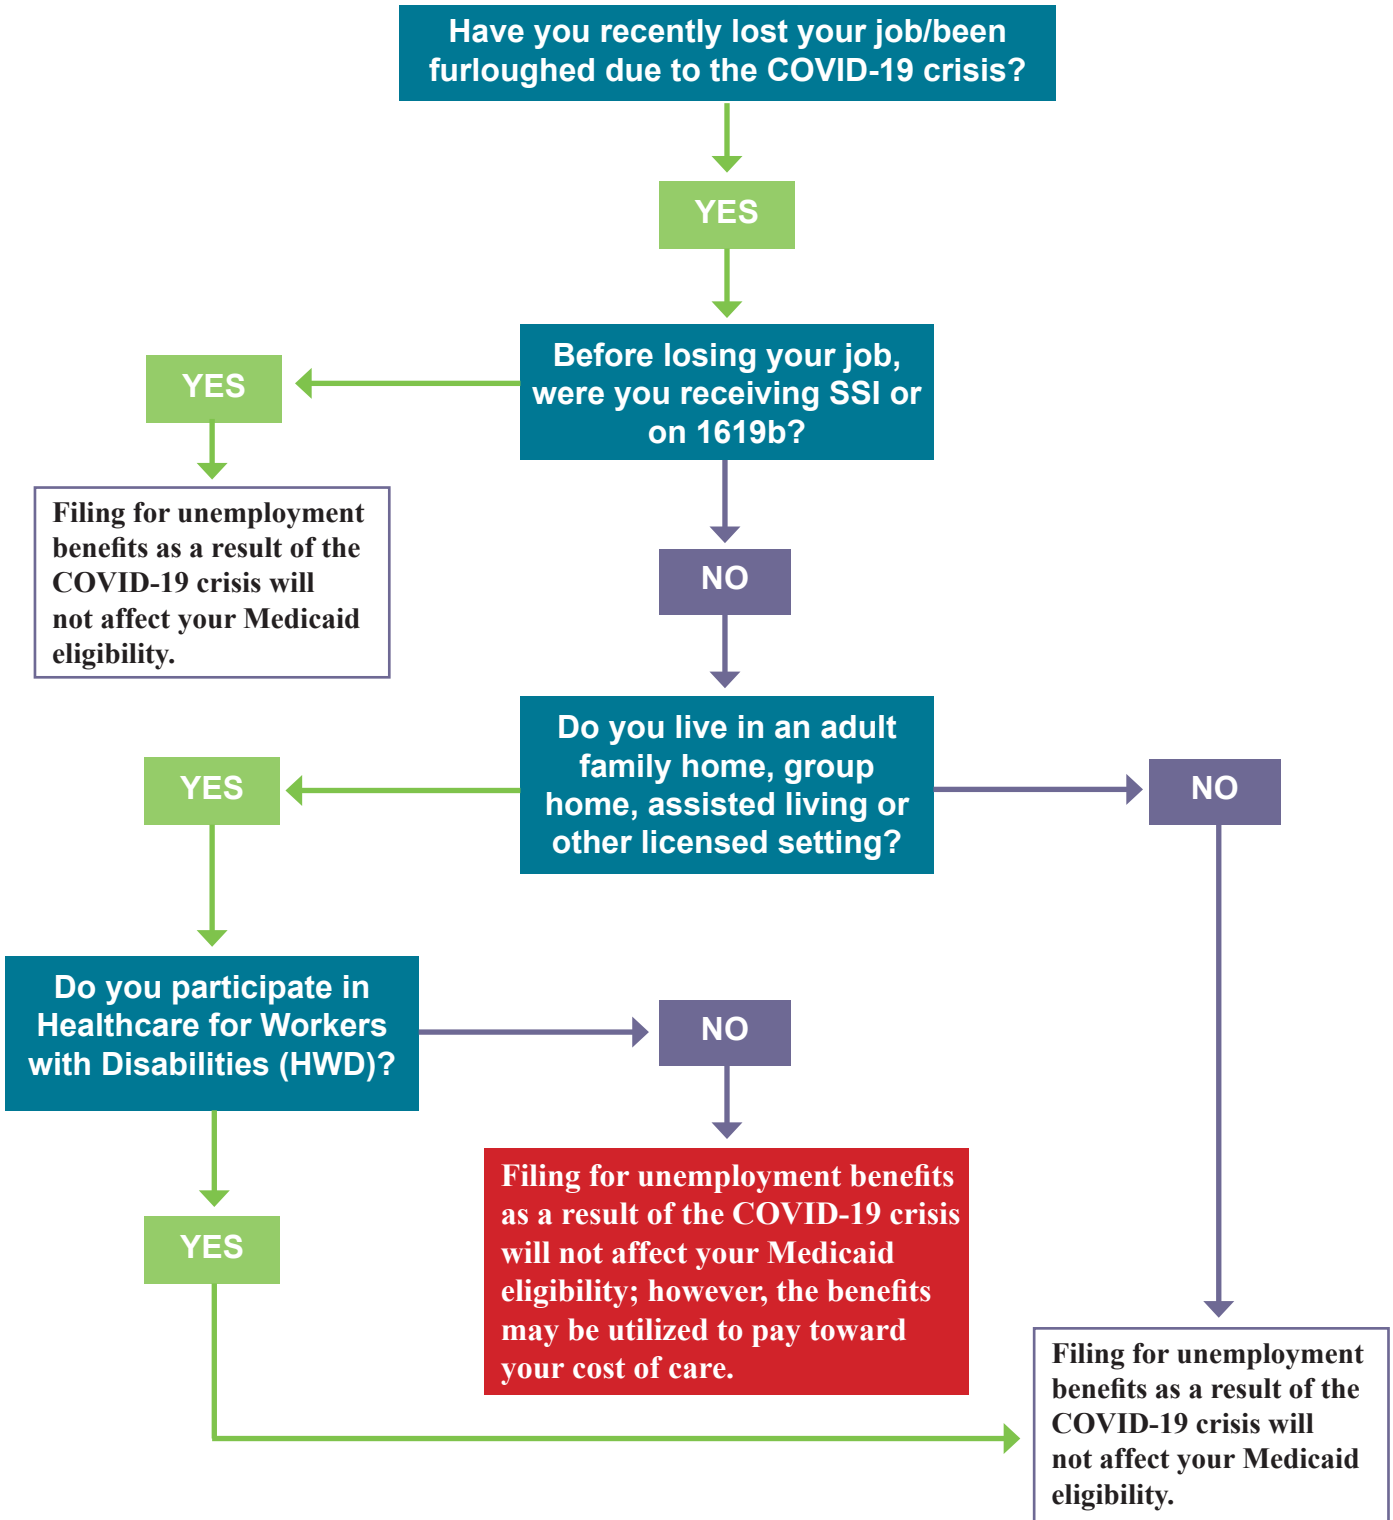 Have you recently lost your job/been
furloughed due to the COVID-19 crisis?
YES
Before losing your job,
were you receiving SSI or
on 1619b?
YES
Filing for unemployment
benefits as a result of the
COVID-19 crisis will
not affect your Medicaid
eligibility.
NO
Do you live in an adult
family home, group
home, assisted living or
other licensed setting?
YES
NO
Do you participate in
Healthcare for Workers
with Disabilities (HWD)?
NO
Filing for unemployment benefits
as a result of the COVID-19 crisis
will not affect your Medicaid
eligibility; however, the benefits
may be utilized to pay toward
your cost of care.
YES
Filing for unemployment
benefits as a result of the
COVID-19 crisis will
not affect your Medicaid
eligibility.